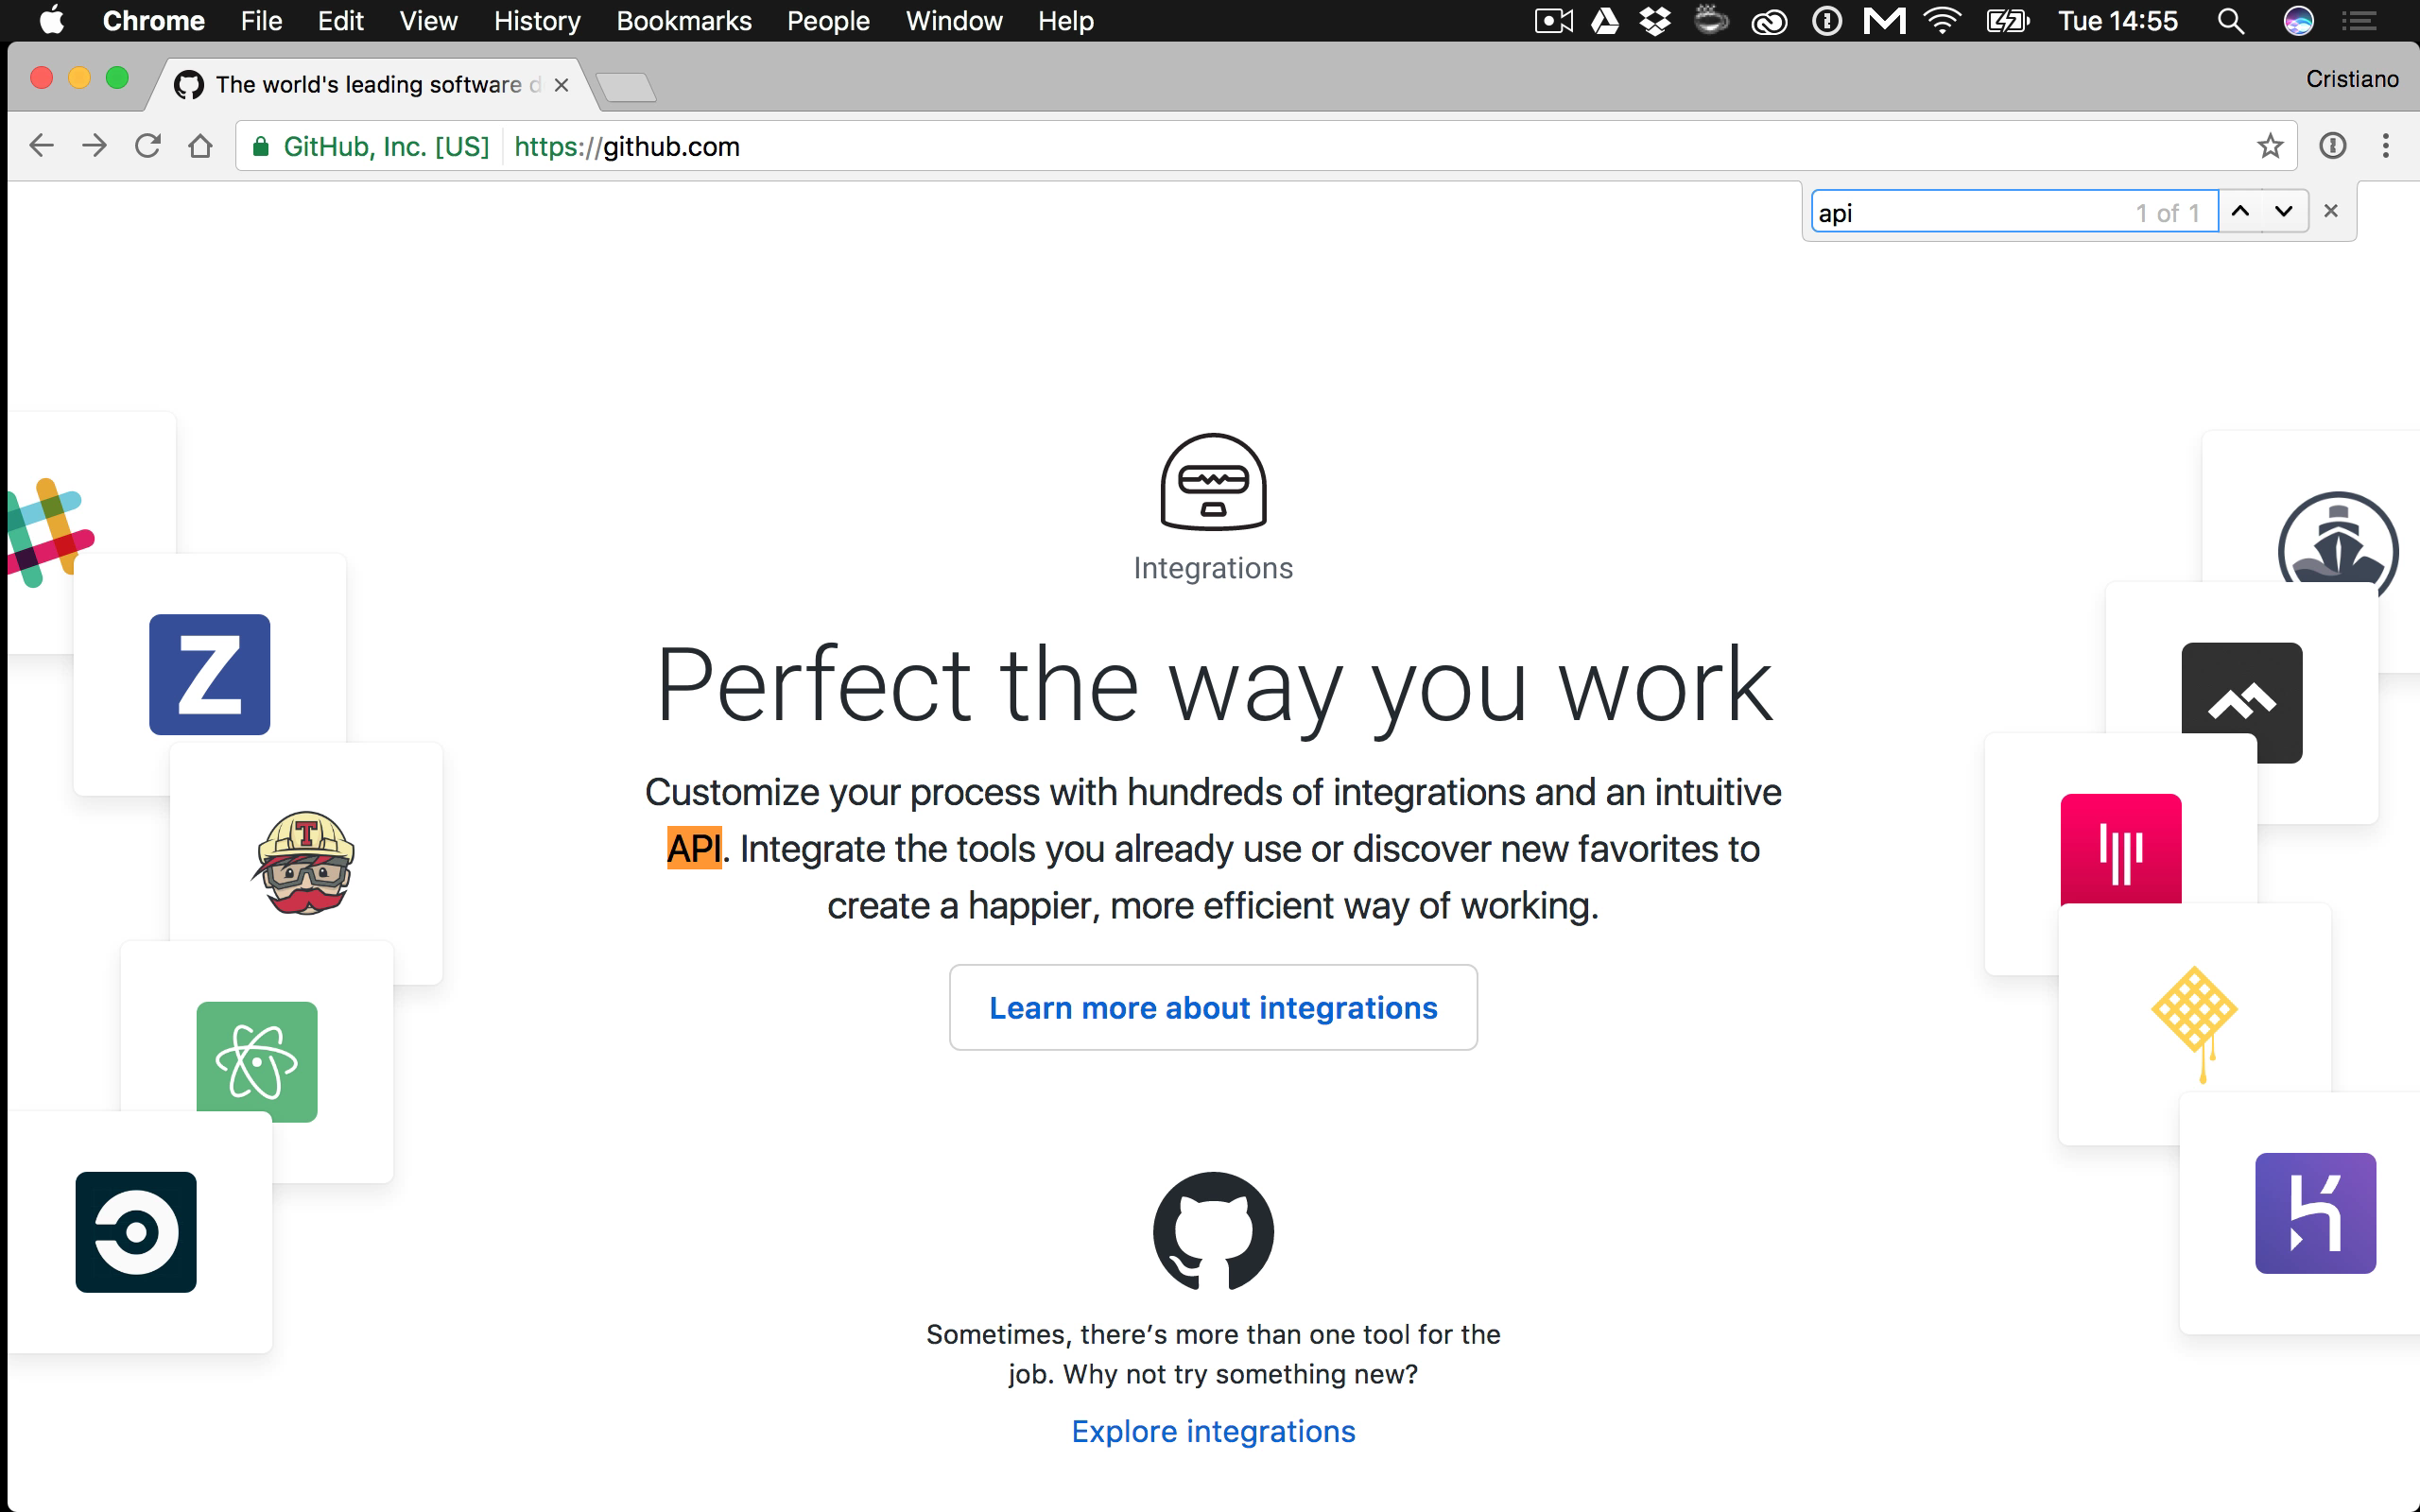 Chrome File Edit View History Bookmarks People Window Help Tue 14:55
The world's leading software d
Cristiano
GitHub, Inc. [US] https://github.com
api 1 of 1
Integrations
Perfect the way you work
Customize your process with hundreds of integrations and an intuitive
API. Integrate the tools you already use or discover new favorites to
create a happier, more efficient way of working.
Learn more about integrations
Sometimes, there’s more than one tool for the
job. Why not try something new?
Explore integrations
Z
T